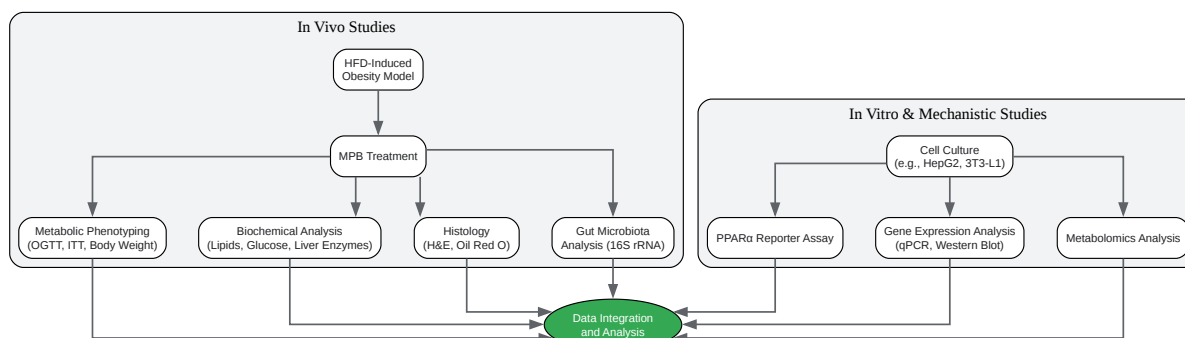 In Vivo Studies
HFD-Induced
Obesity Model
MPB Treatment
Metabolic Phenotyping
(OGTT, ITT, Body Weight)
Biochemical Analysis
(Lipids, Glucose, Liver Enzymes)
Histology
(H&E, Oil Red O)
Gut Microbiota
Analysis (16S rRNA)
In Vitro & Mechanistic Studies
Cell Culture
(e.g., HepG2, 3T3-L1)
PPARα Reporter Assay
Gene Expression Analysis
(qPCR, Western Blot)
Metabolomics Analysis
Data Integration
and Analysis